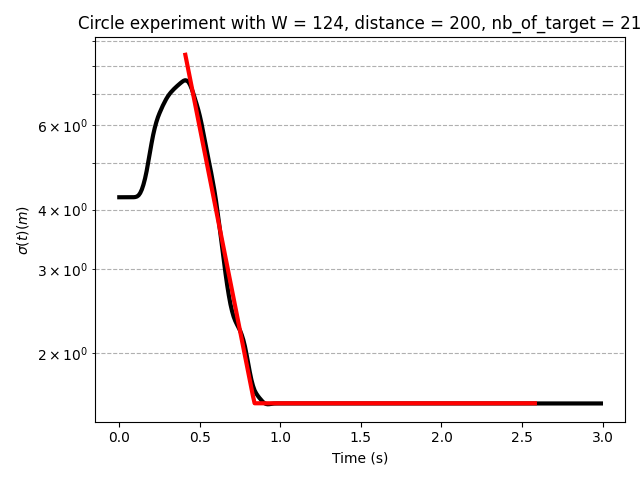 Circle experiment with W = 124, distance = 200, nb_of_target = 21
6 × 10⁰
4 × 10⁰
3 × 10⁰
2 × 10⁰
σ(t)(m)
0.0 0.5 1.0 1.5 2.0 2.5 3.0
Time (s)